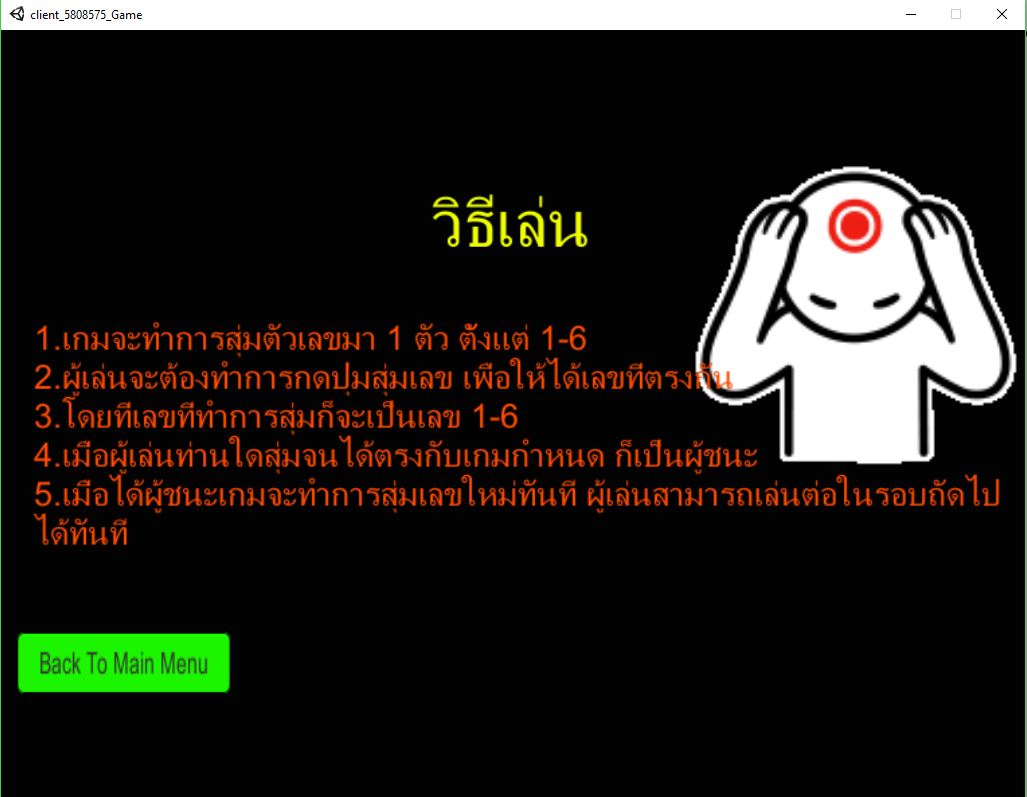 client_5808575_Game
วิธีเล่น
1.เกมจะทำการสุ่มตัวเลขมา 1 ตัว ตั้งแต่ 1-6
2.ผู้เล่นจะต้องทำการกดปุ่มสุ่มเลข เพื่อให้ได้เลขที่ตรงกัน
3.โดยที่เลขที่ทำการสุ่มก็จะเป็นเลข 1-6
4.เมื่อผู้เล่นท่านใดสุ่มจนได้ตรงกับเกมกำหนด ก็เป็นผู้ชนะ
5.เมื่อได้ผู้ชนะเกมจะทำการสุ่มเลขใหม่ทันที ผู้เล่นสามารถเล่นต่อในรอบถัดไป
ได้ทันที
Back To Main Menu